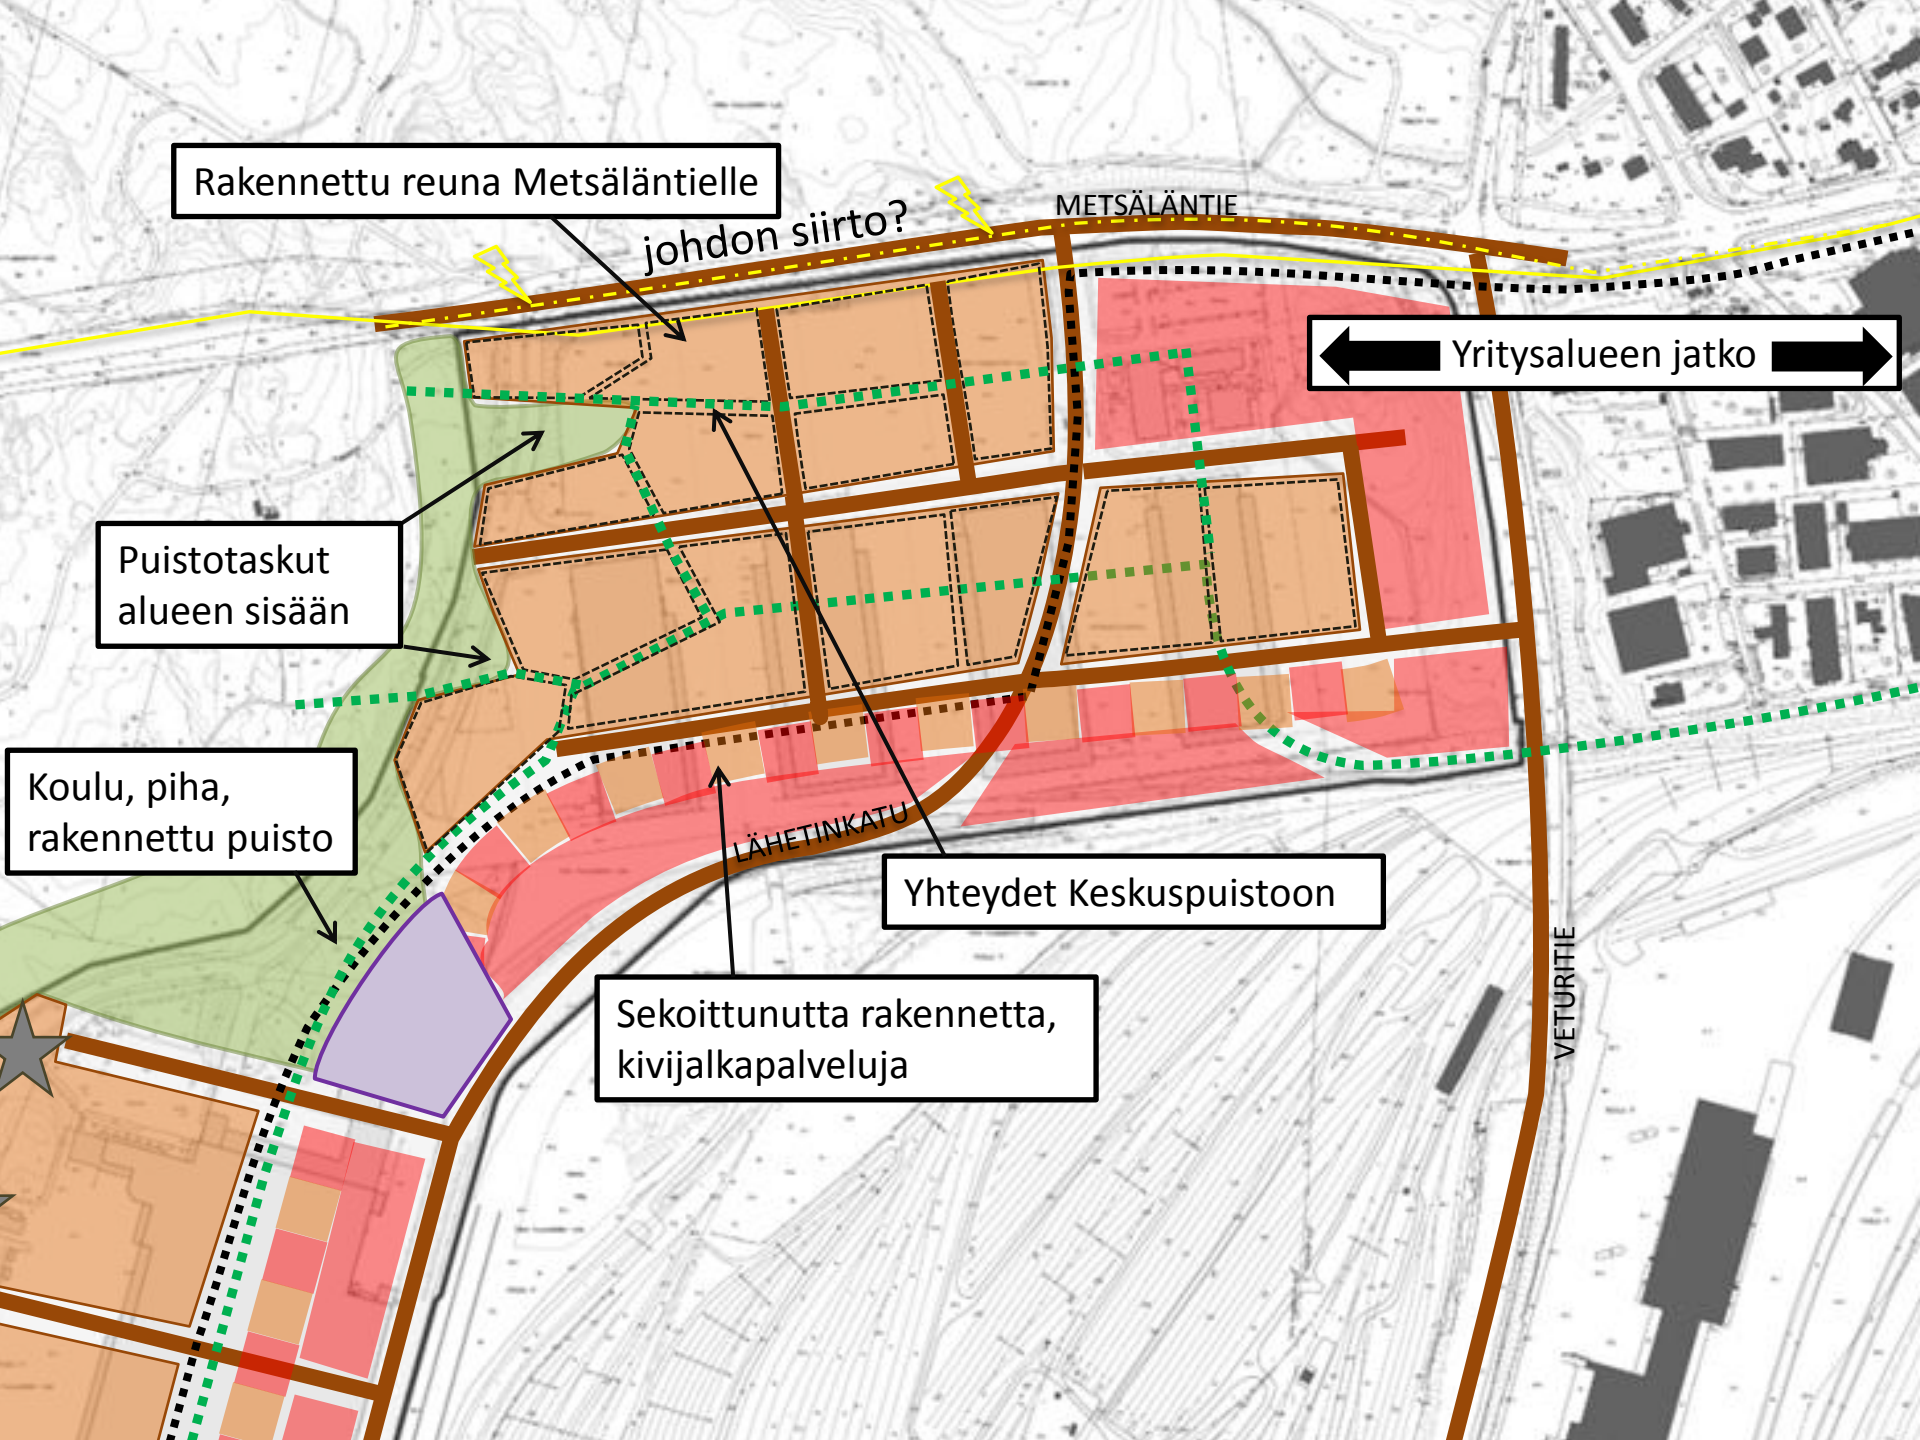 Rakennettu reuna Metsäläntielle
johdon siirto?
METSÄLÄNTIE
Yritysalueen jatko
Puistotaskut
alueen sisään
Koulu, piha,
rakennettu puisto
LÄHETINKATU
Yhteydet Keskuspuistoon
Sekoittunutta rakennetta,
kivijalkapalveluja
VETURITIE